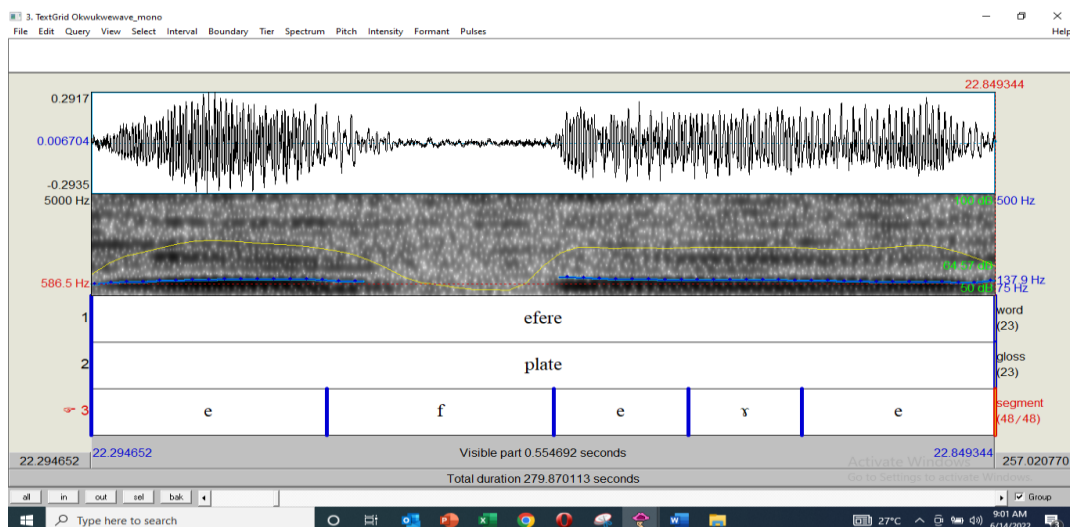 3. TextGrid Okwukwewave_mono
File Edit Query View Select Interval Boundary Tier Spectrum Pitch Intensity Formant Pulses Help
22.849344
0.2917
0.006704
-0.2935
5000 Hz 100 dB 500 Hz
64.57 dB
586.5 Hz 137.9 Hz
50 dB 75 Hz
1 efere word
(23)
2 plate gloss
(23)
3 e f e ɤ e segment
(48/48)
22.294652 22.294652 Visible part 0.554692 seconds 22.849344 257.020770
Activate Windows
Total duration 279.870113 seconds
Go to Settings to activate Windows.
all in out sel bak Group
Type here to search 27°C 9:01 AM
6/14/2022